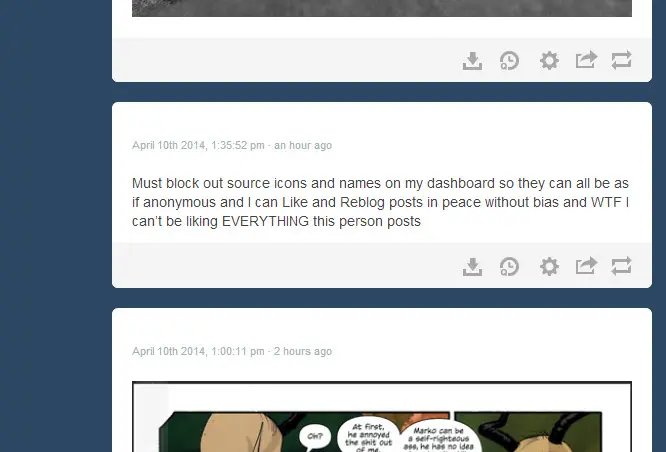 April 10th 2014, 1:35:52 pm · an hour ago
Must block out source icons and names on my dashboard so they can all be as
if anonymous and I can Like and Reblog posts in peace without bias and WTF I
can't be liking EVERYTHING this person posts
April 10th 2014, 1:00:11 pm · 2 hours ago
OH?
At first,
he annoyed
the shit out
of me.
Marko can be
a self-righteous
ass, he has no idea